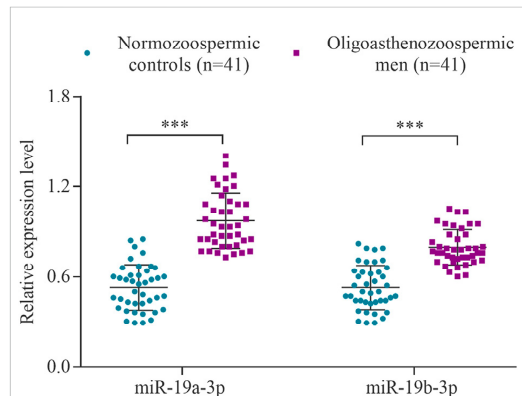 Normozoospermic
controls (n=41)
Oligoasthenozoospermic
men (n=41)
Relative expression level
1.8
1.2
0.6
0.0
***
***
miR-19a-3p
miR-19b-3p